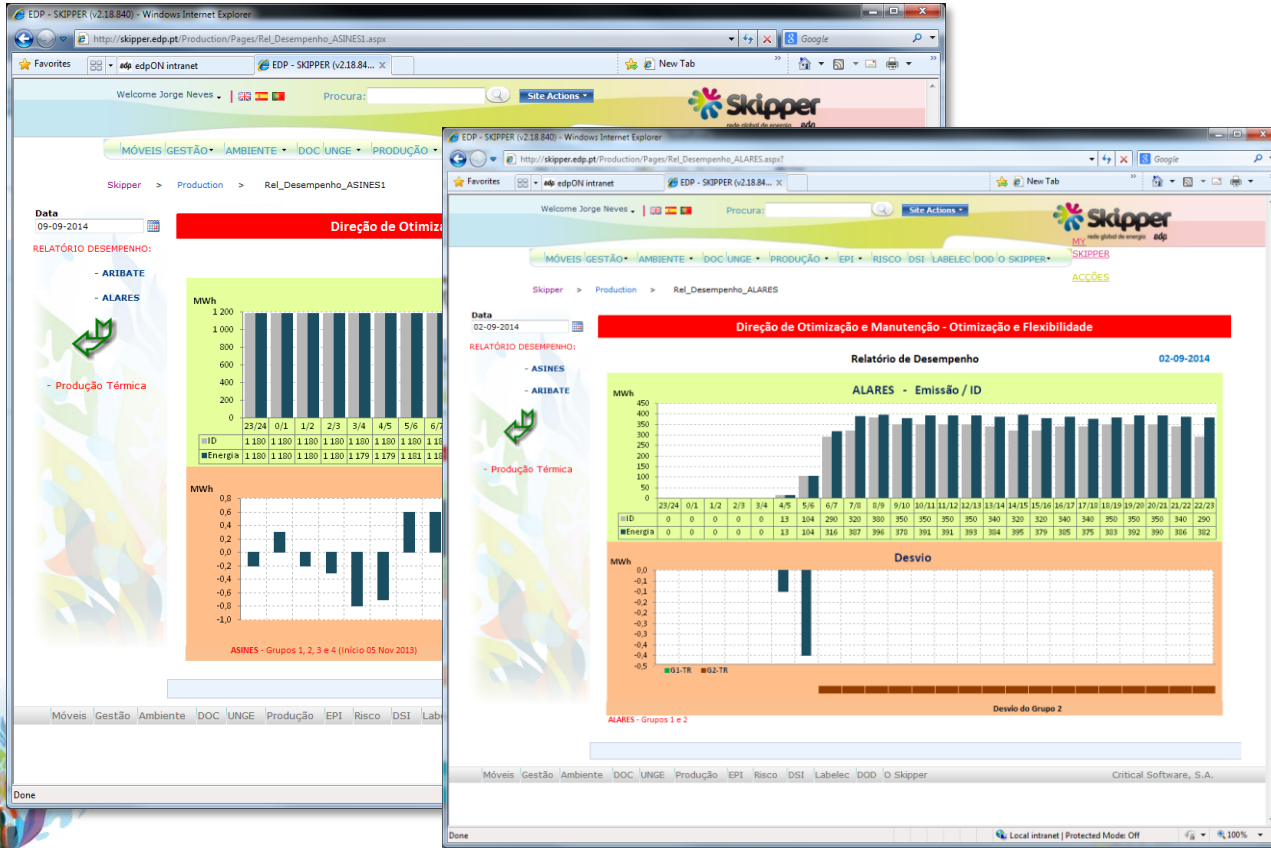 EDP - SKIPPER (v2.18.840) - Windows Internet Explorer
http://skipper.edp.pt/Production/Pages/Rel_Desempenho_ASINES1.aspx
Google
Favorites
edp edpON intranet
EDP - SKIPPER (v2.18.84...
New Tab
Welcome Jorge Neves
Procura:
Site Actions
Skipper
rede global de energia edp
MÓVEIS GESTÃO AMBIENTE DOC UNGE PRODUÇÃO
Skipper > Production > Rel_Desempenho_ASINES1
Data
09-09-2014
Direção de Otimiza
RELATÓRIO DESEMPENHO:
- ARIBATE
- ALARES
- Produção Térmica
MWh
1 200
1 000
800
600
400
200
0
23/24 0/1 1/2 2/3 3/4 4/5 5/6 6/7
ID 1 180 1 180 1 180 1 180 1 180 1 180 1 180 1 18
Energia 1 180 1 180 1 180 1 180 1 179 1 179 1 181 1 18
MWh
0,8
0,6
0,4
0,2
0,0
-0,2
-0,4
-0,6
-0,8
-1,0
ASINES - Grupos 1, 2, 3 e 4 (Início 05 Nov 2013)
Móveis Gestão Ambiente DOC UNGE Produção EPI Risco DSI Labe
Done
EDP - SKIPPER (v2.18.840) - Windows Internet Explorer
http://skipper.edp.pt/Production/Pages/Rel_Desempenho_ALARES.aspx?
Google
Favorites
edp edpON intranet
EDP - SKIPPER (v2.18.84...
New Tab
Welcome Jorge Neves
Procura:
Site Actions
Skipper
rede global de energia edp
MY
SKIPPER
ACÇÕES
MÓVEIS GESTÃO AMBIENTE DOC UNGE PRODUÇÃO EPI RISCO DSI LABELEC DOD O SKIPPER
Skipper > Production > Rel_Desempenho_ALARES
Data
02-09-2014
Direção de Otimização e Manutenção - Otimização e Flexibilidade
RELATÓRIO DESEMPENHO:
- ASINES
- ARIBATE
- Produção Térmica
Relatório de Desempenho
02-09-2014
ALARES - Emissão / ID
MWh
450
400
350
300
250
200
150
100
50
0
23/24 0/1 1/2 2/3 3/4 4/5 5/6 6/7 7/8 8/9 9/10 10/11 11/12 12/13 13/14 14/15 15/16 16/17 17/18 18/19 19/20 20/21 21/22 22/23
ID 0 0 0 0 0 13 104 290 320 380 350 350 350 340 320 320 340 340 350 350 350 340 290
Energia 0 0 0 0 0 13 104 316 387 396 378 391 391 393 384 395 379 385 375 383 392 390 386 382
Desvio
MWh
0,0
-0,1
-0,1
-0,2
-0,2
-0,3
-0,3
-0,4
-0,4
-0,5
G1-TR G2-TR
Desvio do Grupo 2
ALARES - Grupos 1 e 2
Móveis Gestão Ambiente DOC UNGE Produção EPI Risco DSI Labelec DOD O Skipper
Critical Software, S.A.
Done
Local intranet | Protected Mode: Off
100%